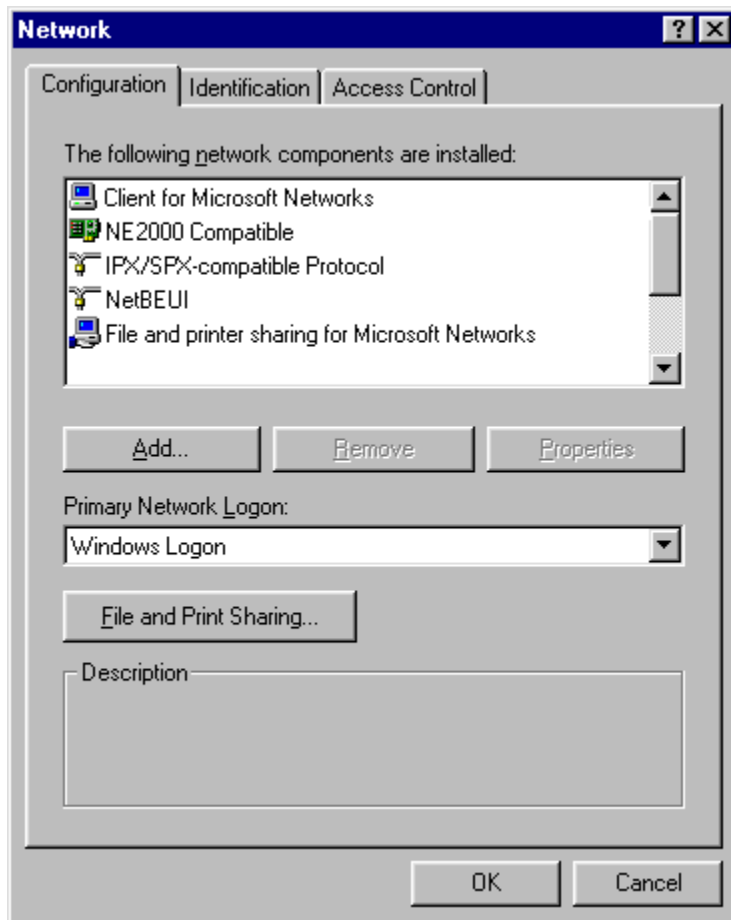 Network
Configuration Identification Access Control
The following network components are installed:
Client for Microsoft Networks
NE2000 Compatible
IPX/SPX-compatible Protocol
NetBEUI
File and printer sharing for Microsoft Networks
Add... Remove Properties
Primary Network Logon:
Windows Logon
File and Print Sharing...
Description
OK Cancel